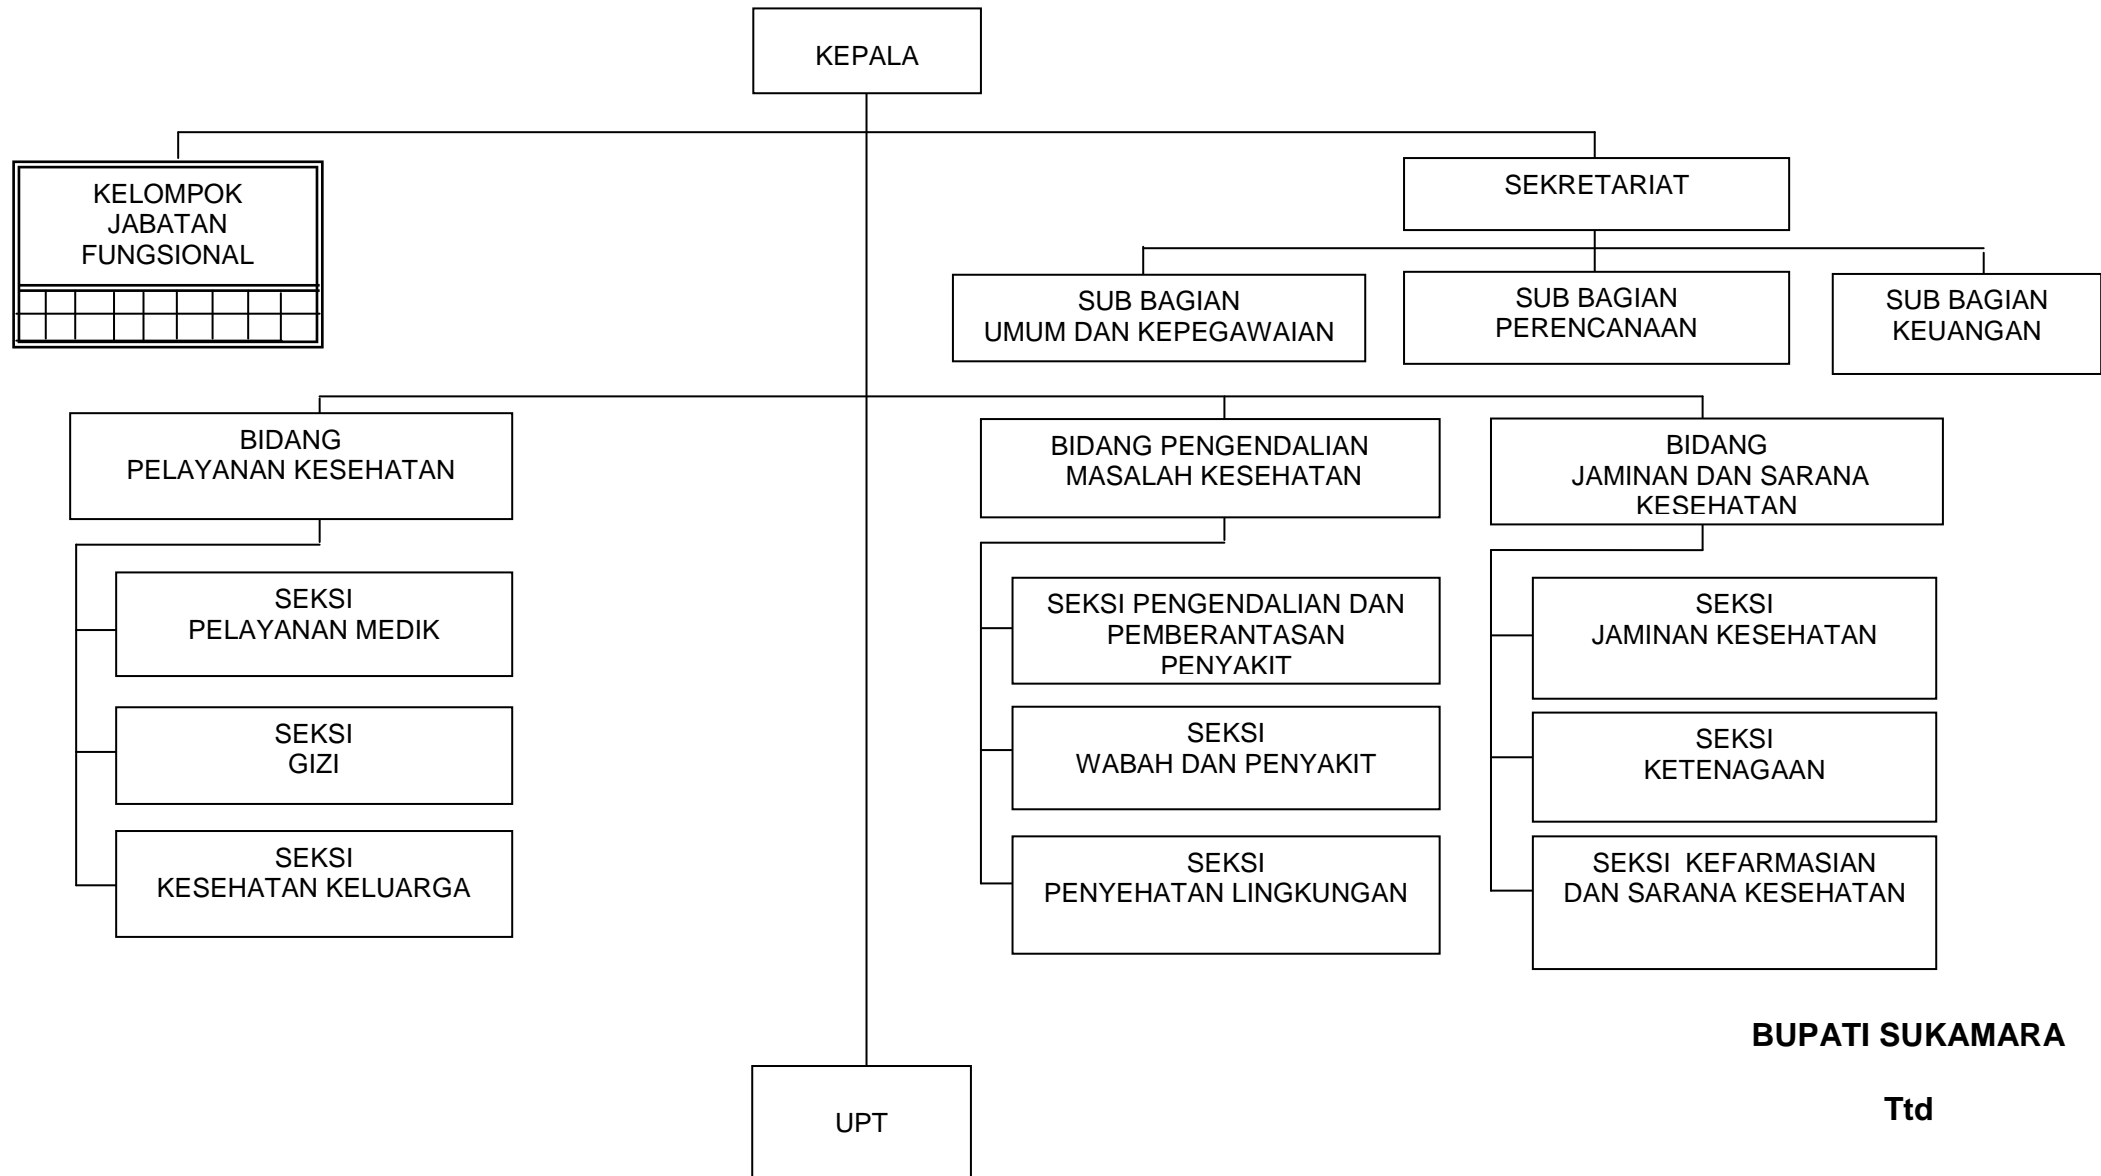 KEPALA
KELOMPOK
JABATAN
FUNGSIONAL
SEKRETARIAT
SUB BAGIAN
UMUM DAN KEPEGAWAIAN
SUB BAGIAN
PERENCANAAN
SUB BAGIAN
KEUANGAN
BIDANG
PELAYANAN KESEHATAN
BIDANG PENGENDALIAN
MASALAH KESEHATAN
BIDANG
JAMINAN DAN SARANA
KESEHATAN
SEKSI
PELAYANAN MEDIK
SEKSI
GIZI
SEKSI
KESEHATAN KELUARGA
SEKSI PENGENDALIAN DAN
PEMBERANTASAN
PENYAKIT
SEKSI
WABAH DAN PENYAKIT
SEKSI
PENYEHATAN LINGKUNGAN
SEKSI
JAMINAN KESEHATAN
SEKSI
KETENAGAAN
SEKSI  KEFARMASIAN
DAN SARANA KESEHATAN
BUPATI SUKAMARA
Ttd
UPT